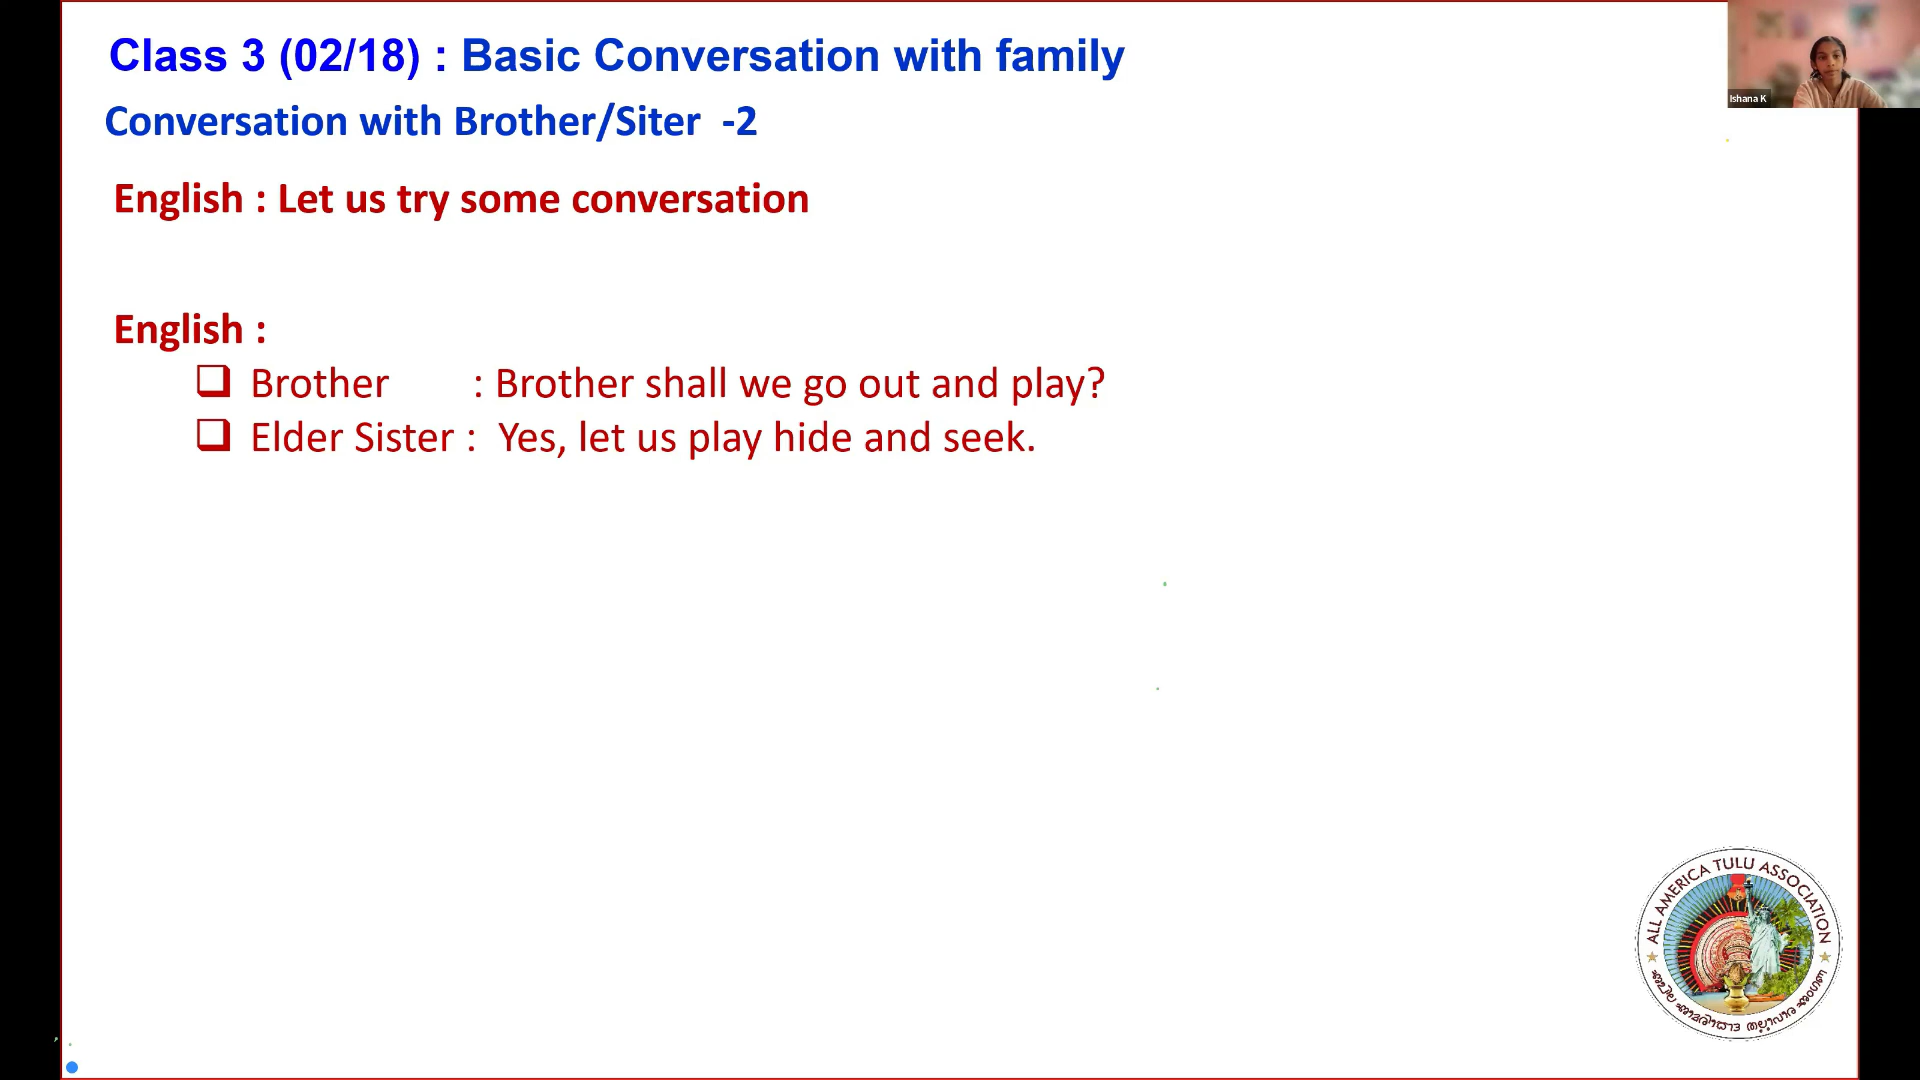 Class 3 (02/18) : Basic Conversation with family
Ishana K
Conversation with Brother/Siter -2
English : Let us try some conversation
English :
❑ Brother : Brother shall we go out and play?
❑ Elder Sister : Yes, let us play hide and seek.
ALL AMERICA TULU ASSOCIATION